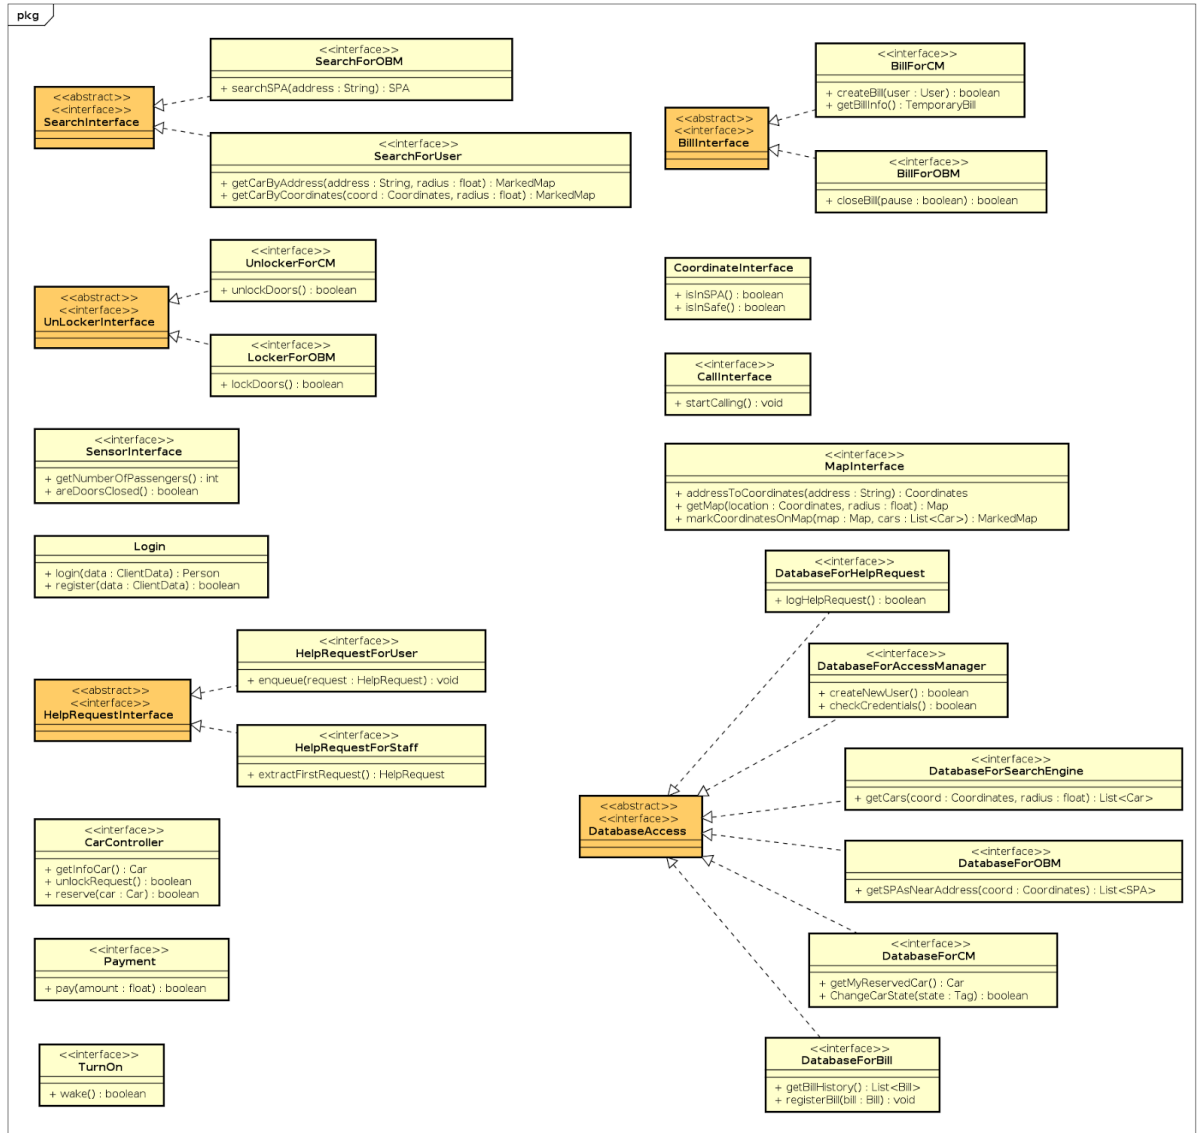 pkg
<<interface>>
SearchForOBM
+ searchSPA(address : String) : SPA
<<abstract>>
<<interface>>
SearchInterface
<<interface>>
SearchForUser
+ getCarByAddress(address : String, radius : float) : MarkedMap
+ getCarByCoordinates(coord : Coordinates, radius : float) : MarkedMap
<<interface>>
BillForCM
+ createBill(user : User) : boolean
+ getBillInfo() : TemporaryBill
<<abstract>>
<<interface>>
BillInterface
<<interface>>
BillForOBM
+ closeBill(pause : boolean) : boolean
<<interface>>
UnlockerForCM
+ unlockDoors() : boolean
<<abstract>>
<<interface>>
UnLockerInterface
<<interface>>
LockerForOBM
+ lockDoors() : boolean
CoordinateInterface
+ isInSPA() : boolean
+ isInSafe() : boolean
<<interface>>
CallInterface
+ startCalling() : void
<<interface>>
SensorInterface
+ getNumberOfPassengers() : int
+ areDoorsClosed() : boolean
<<interface>>
MapInterface
+ addressToCoordinates(address : String) : Coordinates
+ getMap(location : Coordinates, radius : float) : Map
+ markCoordinatesOnMap(map : Map, cars : List<Car>) : MarkedMap
Login
+ login(data : ClientData) : Person
+ register(data : ClientData) : boolean
<<interface>>
DatabaseForHelpRequest
+ logHelpRequest() : boolean
<<interface>>
HelpRequestForUser
+ enqueue(request : HelpRequest) : void
<<abstract>>
<<interface>>
HelpRequestInterface
<<interface>>
HelpRequestForStaff
+ extractFirstRequest() : HelpRequest
<<interface>>
DatabaseForAccessManager
+ createNewUser() : boolean
+ checkCredentials() : boolean
<<interface>>
DatabaseForSearchEngine
+ getCars(coord : Coordinates, radius : float) : List<Car>
<<abstract>>
<<interface>>
DatabaseAccess
<<interface>>
DatabaseForOBM
+ getSPAsNearAddress(coord : Coordinates) : List<SPA>
<<interface>>
CarController
+ getInfoCar() : Car
+ unlockRequest() : boolean
+ reserve(car : Car) : boolean
<<interface>>
DatabaseForCM
+ getMyReservedCar() : Car
+ ChangeCarState(state : Tag) : boolean
<<interface>>
Payment
+ pay(amount : float) : boolean
<<interface>>
DatabaseForBill
+ getBillHistory() : List<Bill>
+ registerBill(bill : Bill) : void
<<interface>>
TurnOn
+ wake() : boolean